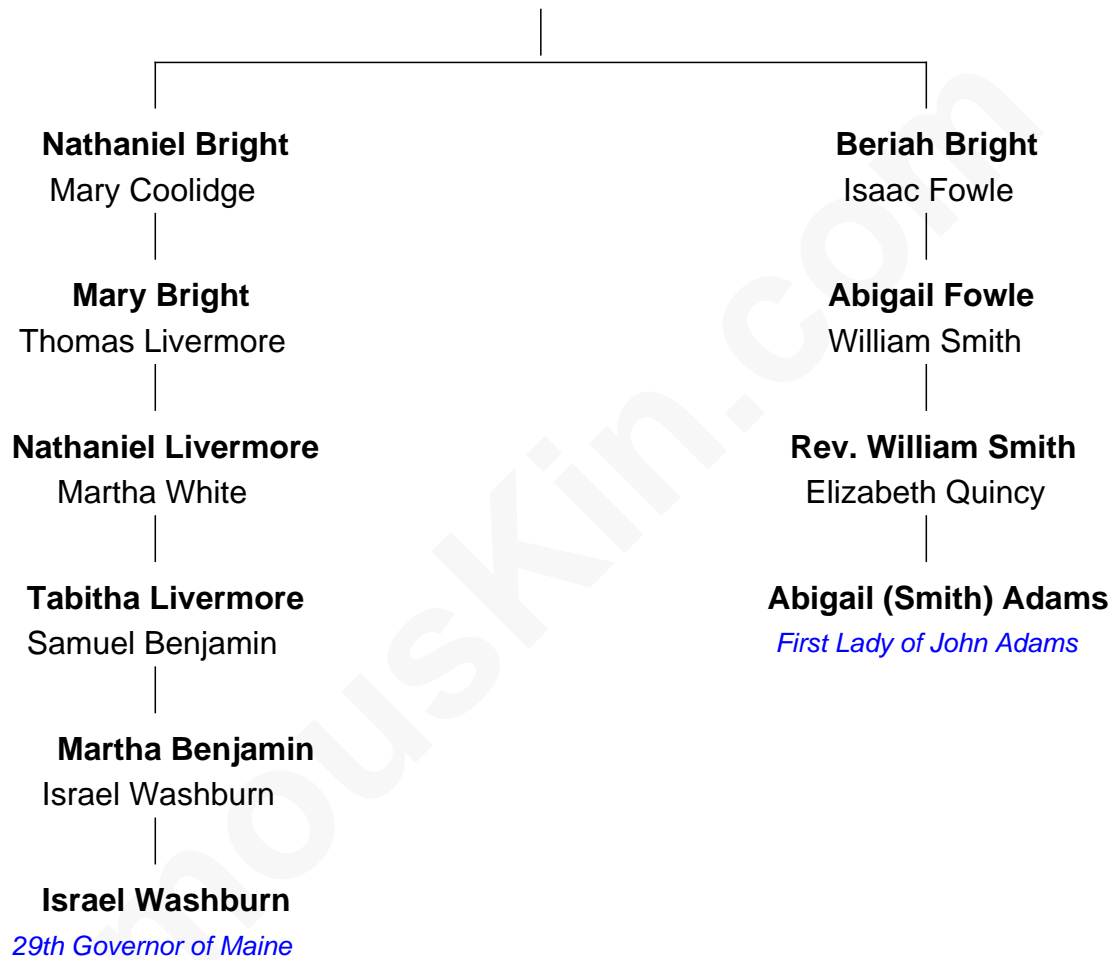 Nathaniel Bright
Mary Coolidge
Mary Bright
Thomas Livermore
Nathaniel Livermore
Martha White
Tabitha Livermore
Samuel Benjamin
Martha Benjamin
Israel Washburn
Israel Washburn
29th Governor of Maine
Beriah Bright
Isaac Fowle
Abigail Fowle
William Smith
Rev. William Smith
Elizabeth Quincy
Abigail (Smith) Adams
First Lady of John Adams
mouskin.com